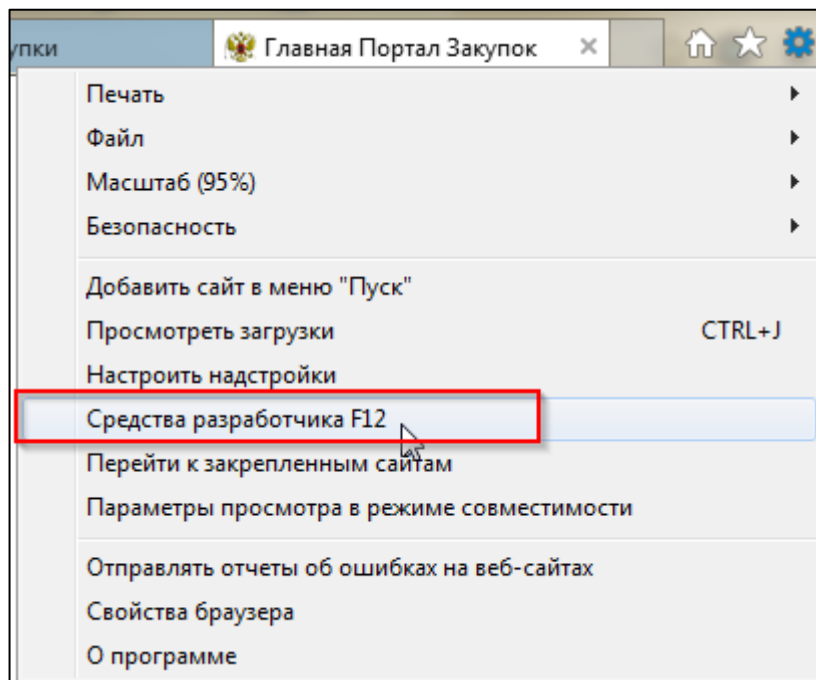 упки
Главная Портал Закупок
Печать
Файл
Масштаб (95%)
Безопасность
Добавить сайт в меню "Пуск"
Просмотреть загрузки CTRL+J
Настроить надстройки
Средства разработчика F12
Перейти к закрепленным сайтам
Параметры просмотра в режиме совместимости
Отправлять отчеты об ошибках на веб-сайтах
Свойства браузера
О программе